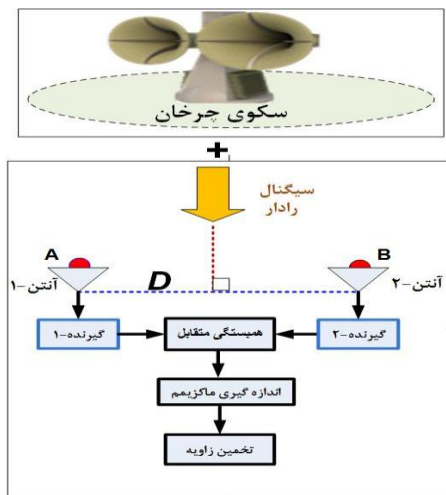 سکوی چرخان
+
سیگنال
رادار
A
B
آنتن-۱
D
آنتن-۲
گیرنده-۱
همبستگی متقابل
گیرنده-۲
اندازه گیری ماکزیمم
تخمین زاویه